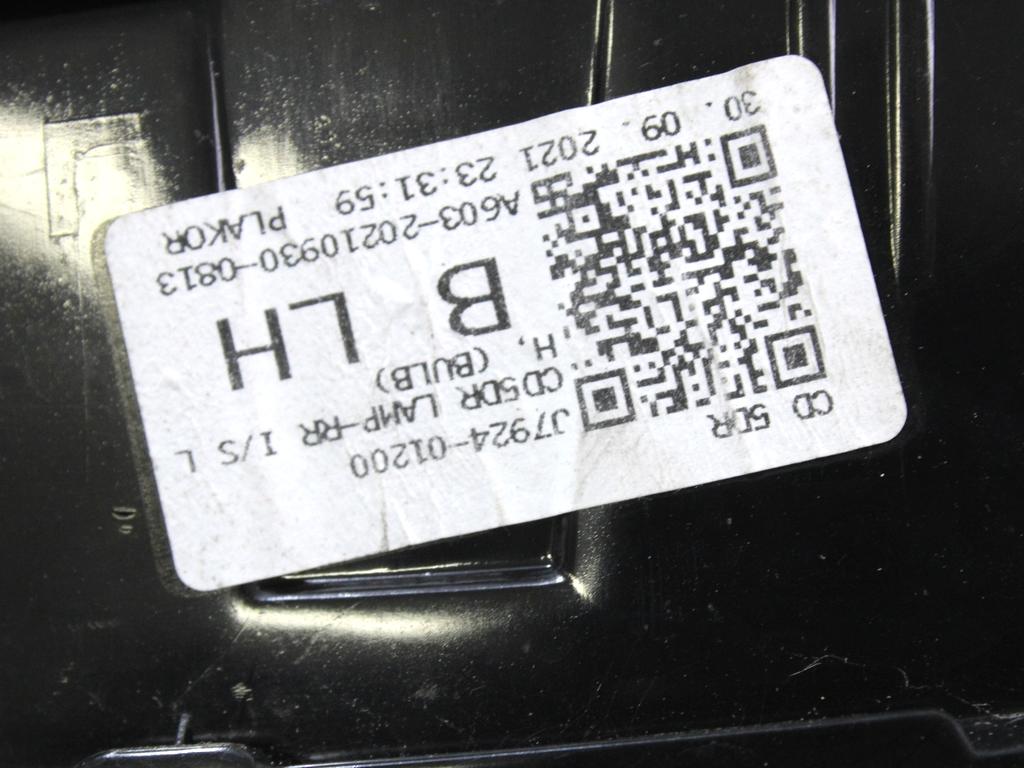 CD 5DR
J7924-01200
CD5DR LAMP-RR I/S L
H, (BULB)
B LH
A603-20210930-0813
30. 09. 2021 23:31:59 PLAKOR